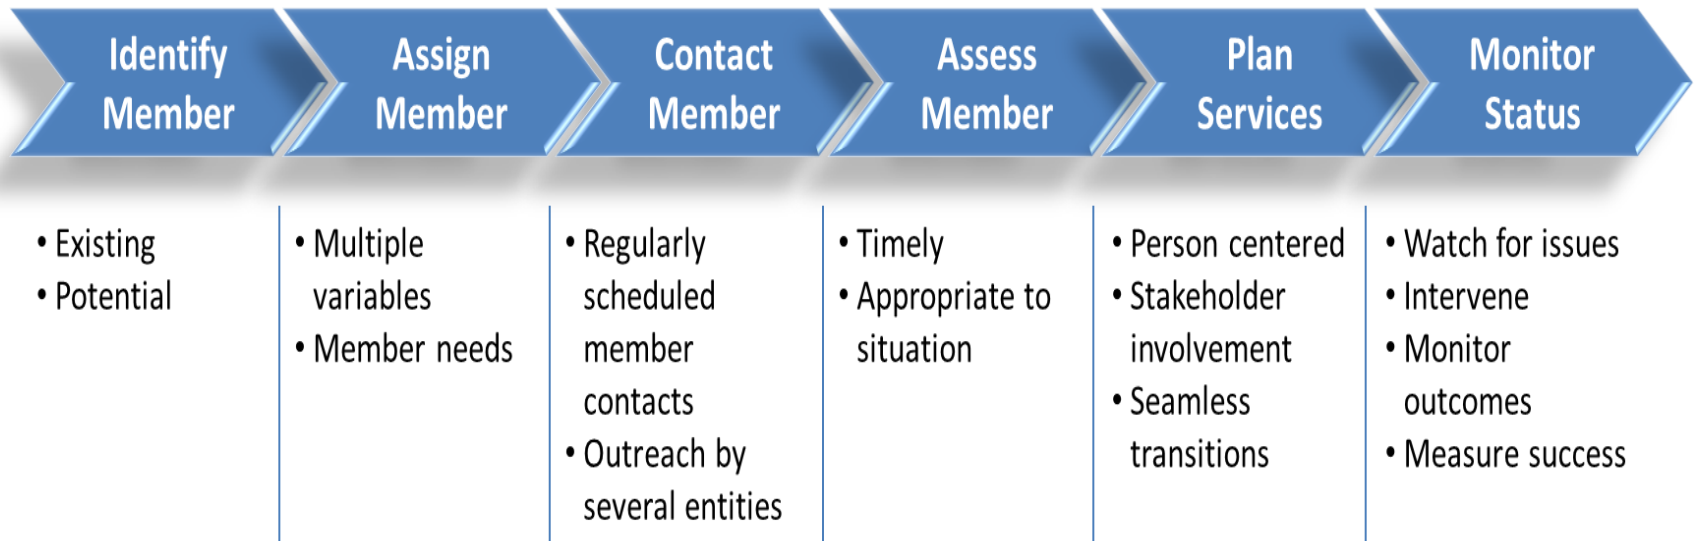 Identify
Member
Assign
Member
Contact
Member
Assess
Member
Plan
Services
Monitor
Status
• Existing
• Potential
• Multiple
variables
• Member needs
• Regularly
scheduled
member
contacts
• Outreach by
several entities
• Timely
• Appropriate to
situation
• Person centered
• Stakeholder
involvement
• Seamless
transitions
• Watch for issues
• Intervene
• Monitor
outcomes
• Measure success